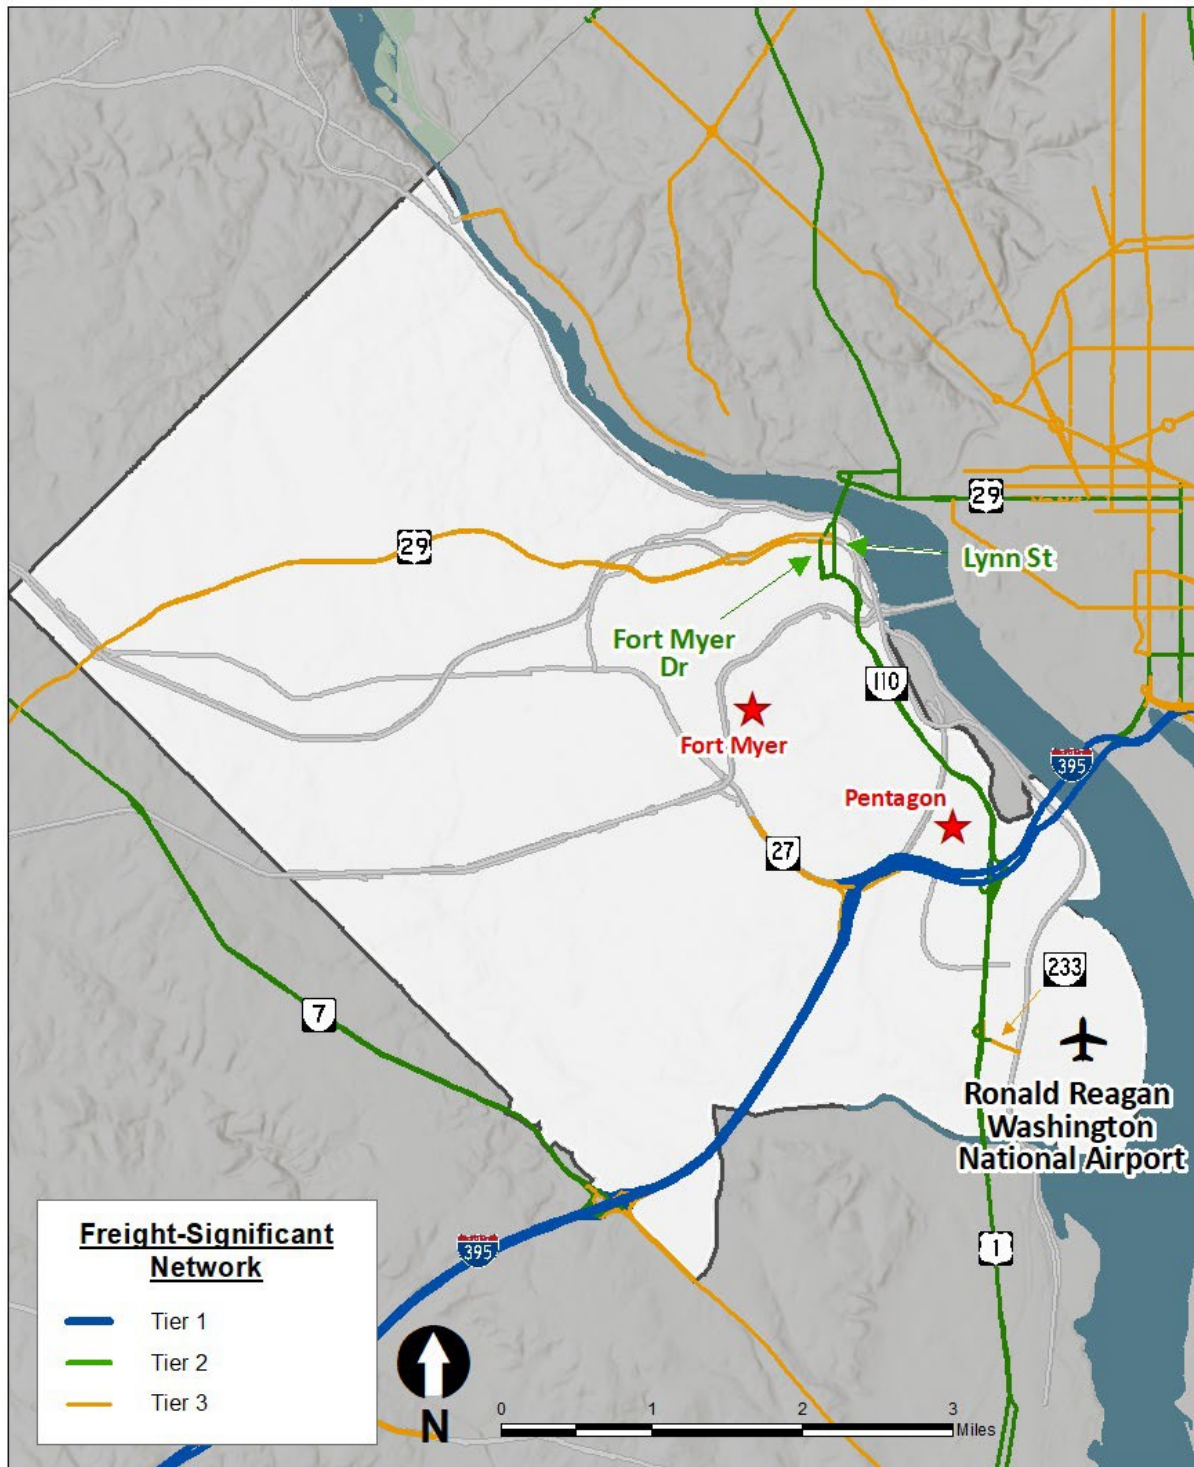 29
29
Lynn St
Fort Myer
Dr
110
Fort Myer
395
Pentagon
27
233
7
Ronald Reagan
Washington
National Airport
Freight-Significant
Network
395
1
Tier 1
Tier 2
Tier 3
N
0 1 2 3
Miles